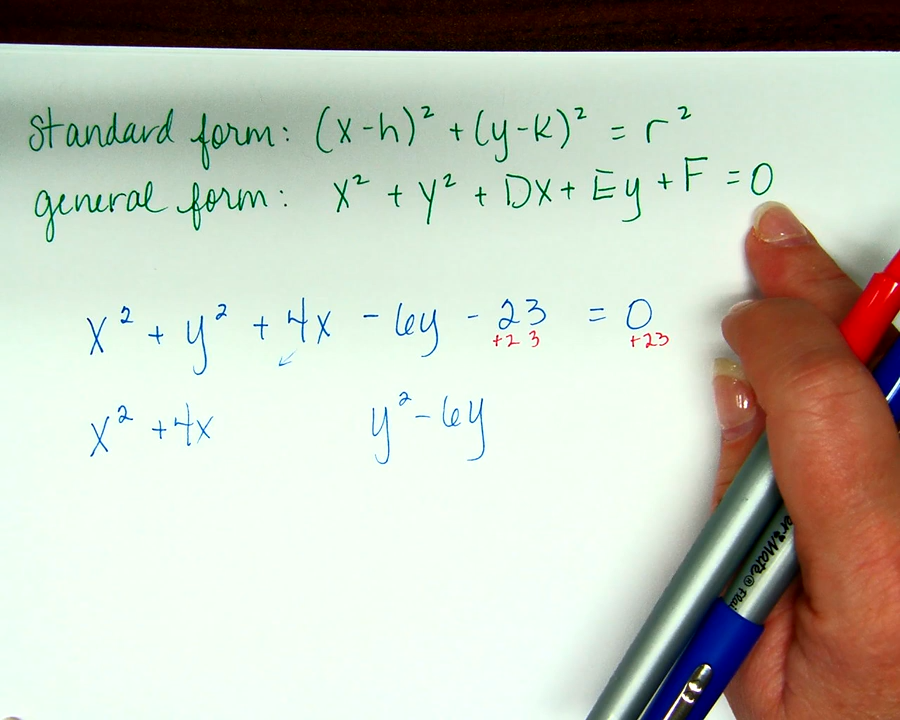 Standard form: (x-h)² + (y-k)² = r²
general form: x² + y² + Dx + Ey + F = 0
x² + y² + 4x - 6y - 23 = 0
+23 +23
x² + 4x y² - 6y
Mate®